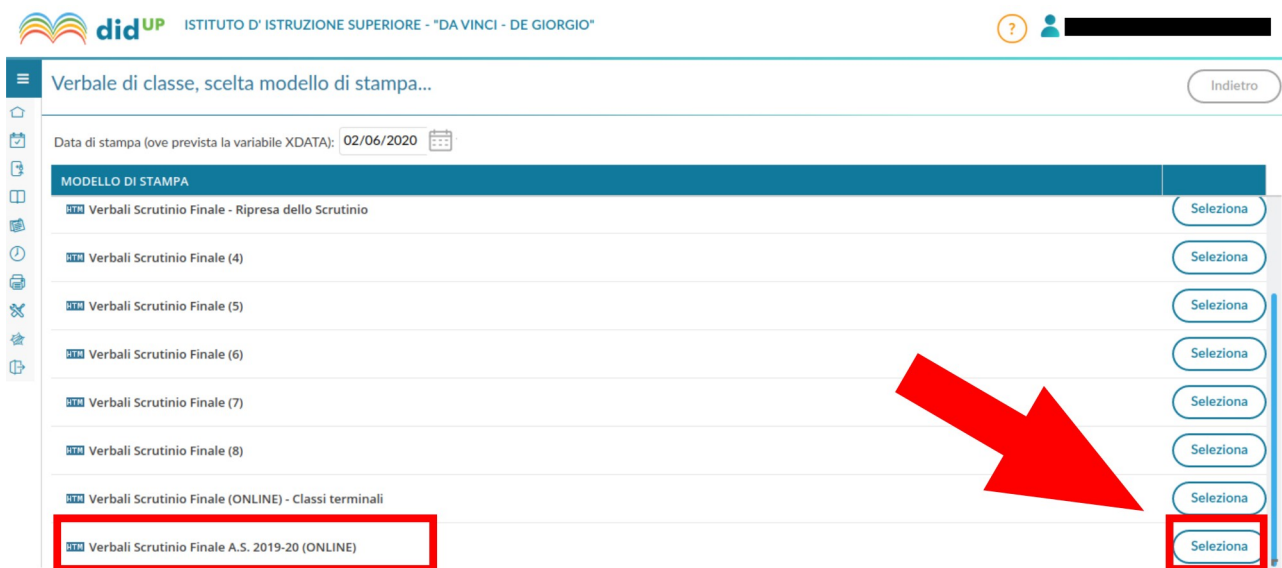 didUP ISTITUTO D' ISTRUZIONE SUPERIORE - "DA VINCI - DE GIORGIO" ?
Verbale di classe, scelta modello di stampa... Indietro
Data di stampa (ove prevista la variabile XDATA): 02/06/2020
MODELLO DI STAMPA
HTM Verbali Scrutinio Finale - Ripresa dello Scrutinio Seleziona
HTM Verbali Scrutinio Finale (4) Seleziona
HTM Verbali Scrutinio Finale (5) Seleziona
HTM Verbali Scrutinio Finale (6) Seleziona
HTM Verbali Scrutinio Finale (7) Seleziona
HTM Verbali Scrutinio Finale (8) Seleziona
HTM Verbali Scrutinio Finale (ONLINE) - Classi terminali Seleziona
HTM Verbali Scrutinio Finale A.S. 2019-20 (ONLINE) Seleziona